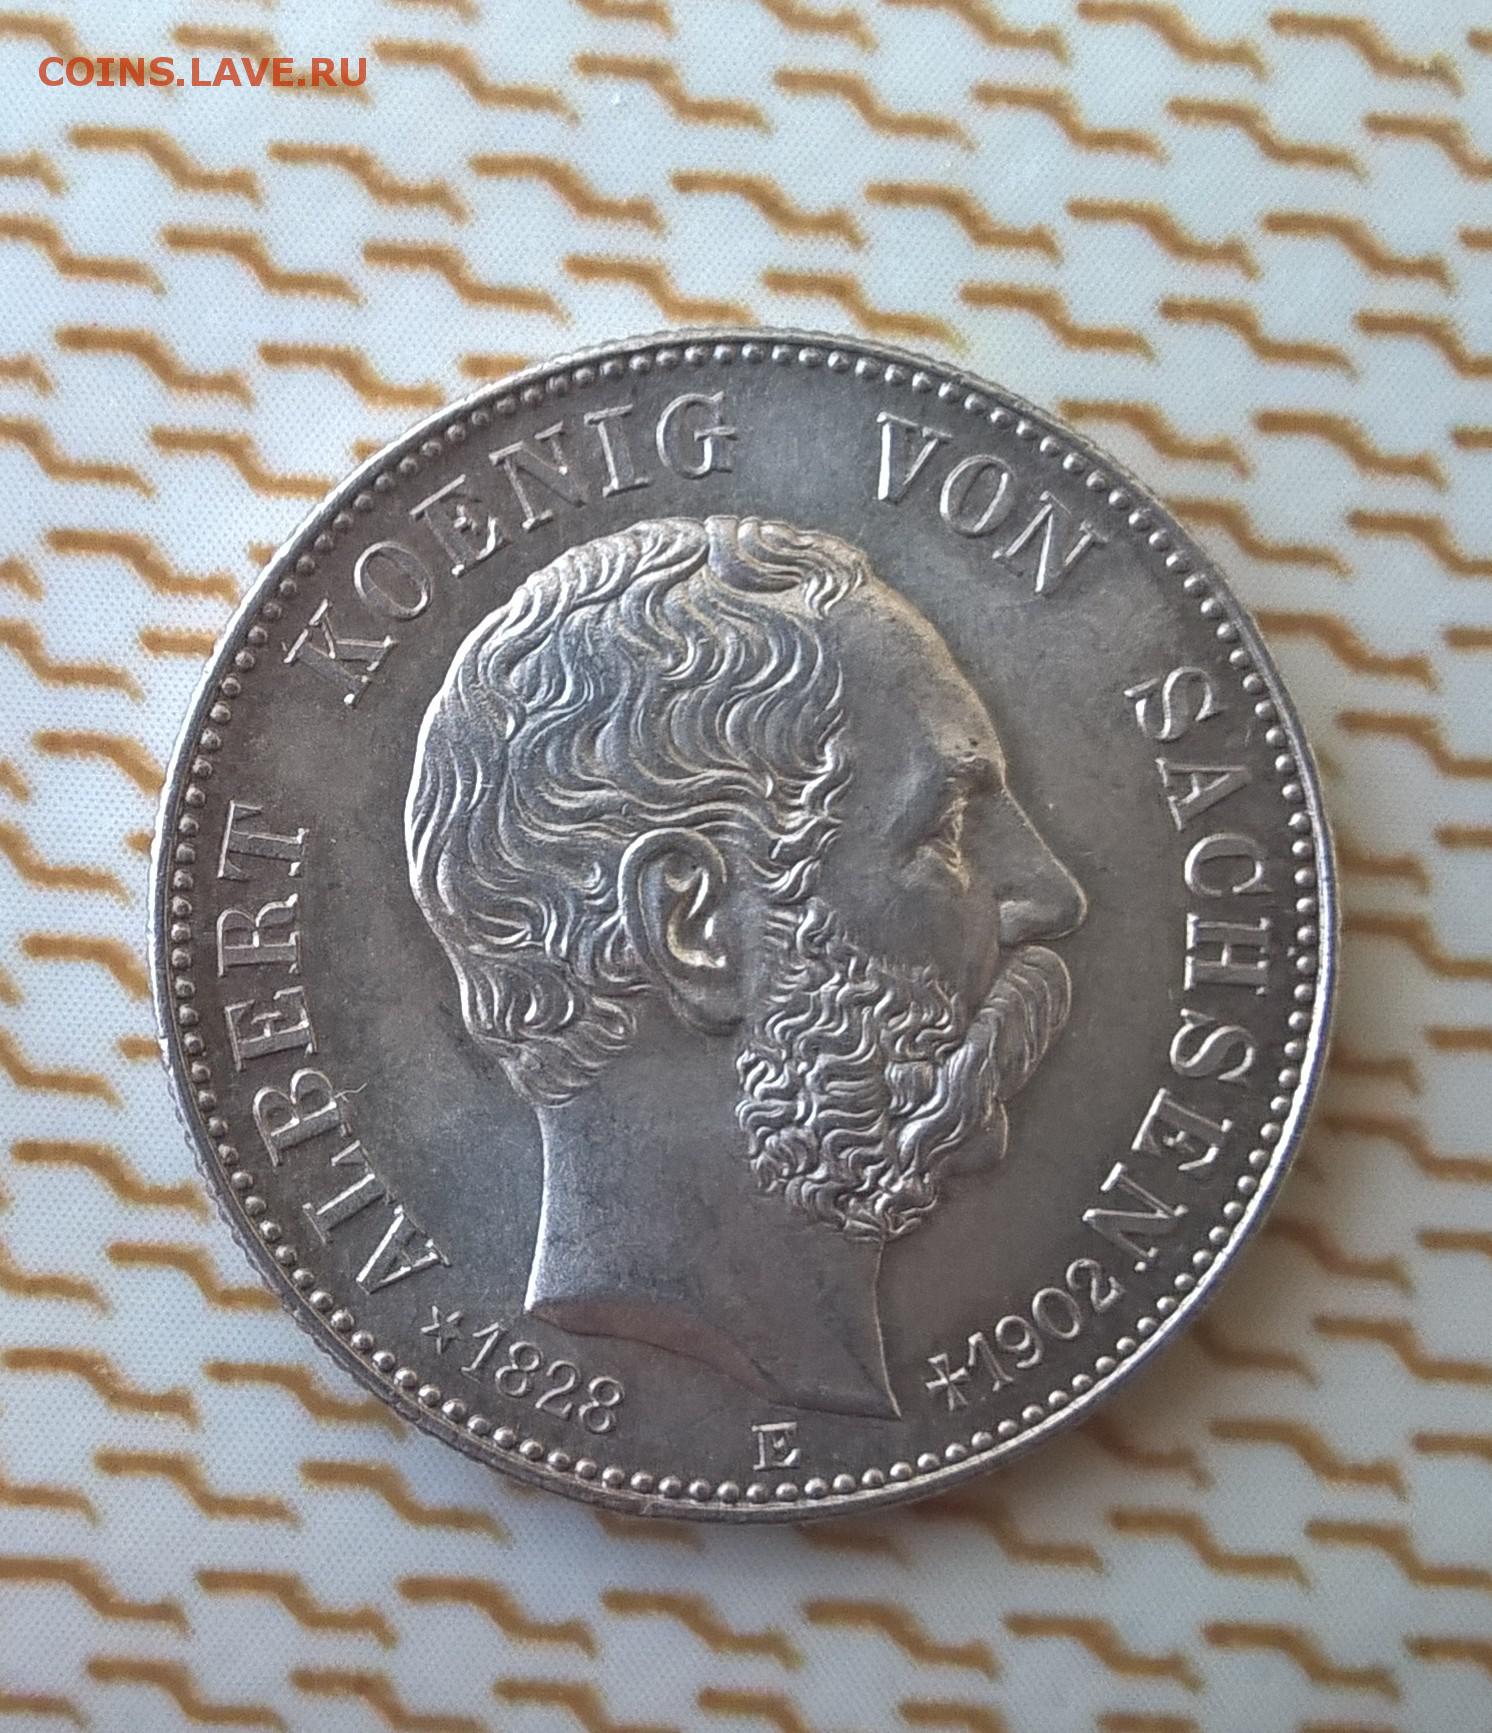 COINS.LAVE.RU
ALBERT KOENIG VON SACHSEN
*1828
E
✠1902